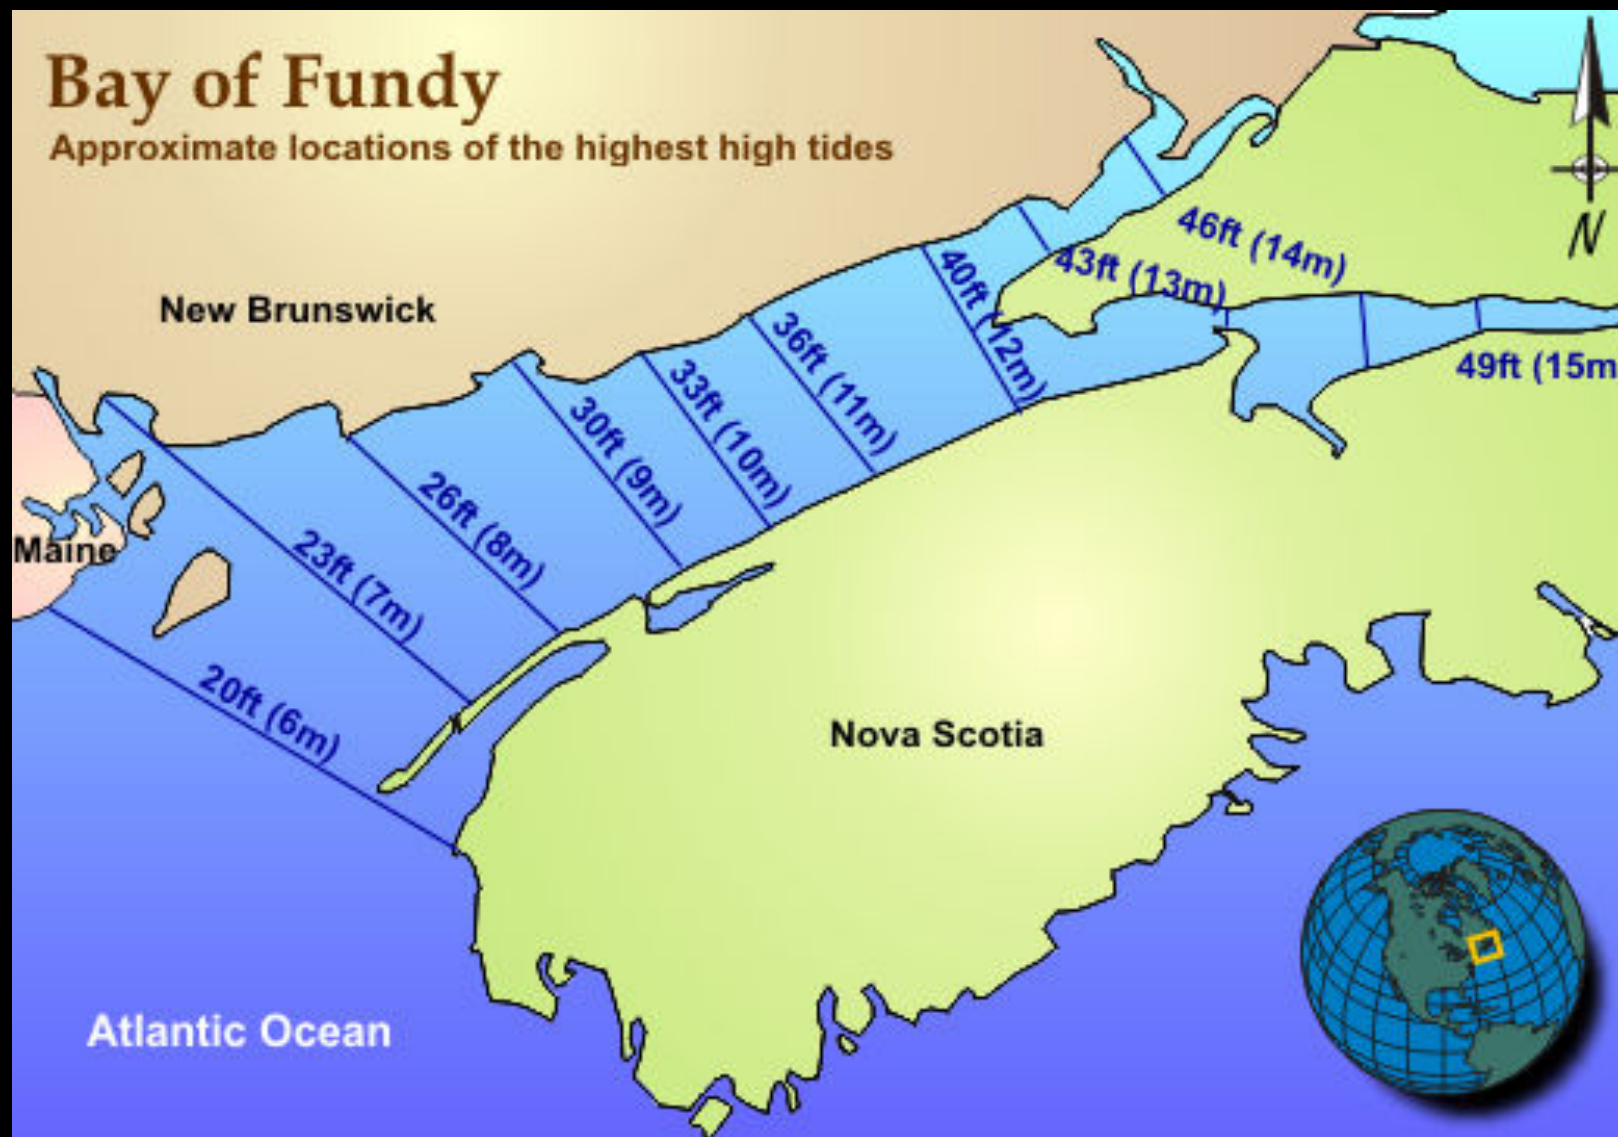 Bay of Fundy
Approximate locations of the highest high tides
N
46ft (14m)
43ft (13m)
40ft (12m)
New Brunswick
36ft (11m)
33ft (10m)
49ft (15m
30ft (9m)
26ft (8m)
Maine
23ft (7m)
20ft (6m)
Nova Scotia
Atlantic Ocean